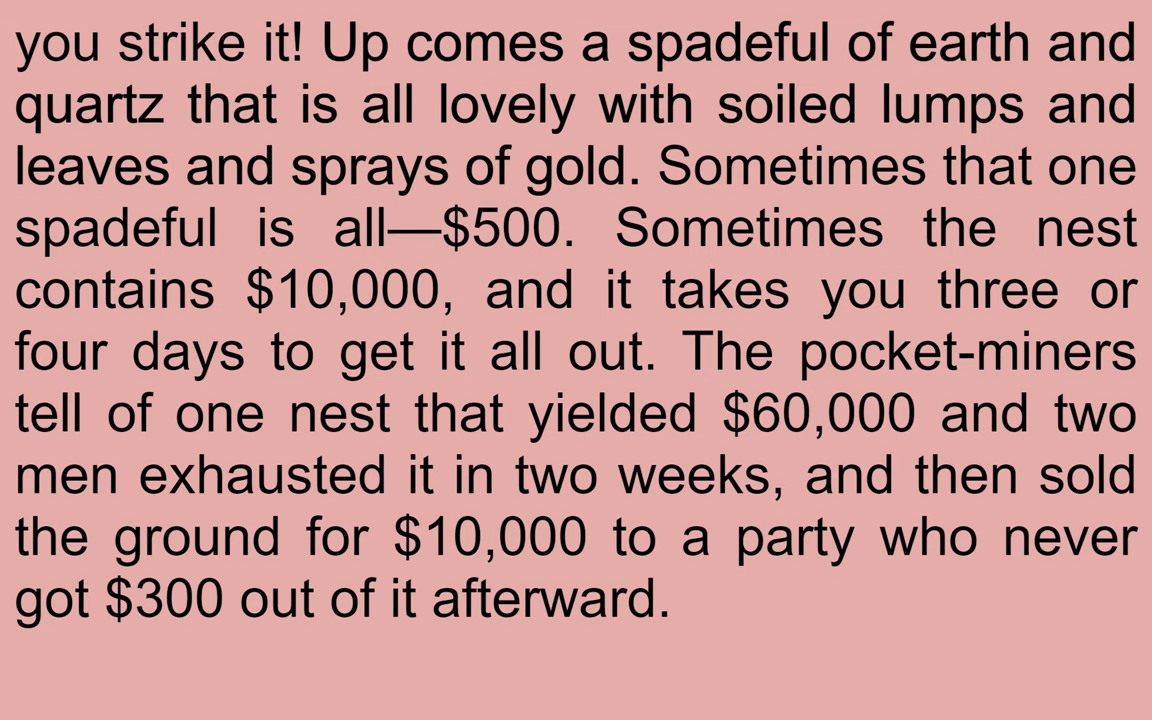 you strike it! Up comes a spadeful of earth and
quartz that is all lovely with soiled lumps and
leaves and sprays of gold. Sometimes that one
spadeful is all—$500. Sometimes the nest
contains $10,000, and it takes you three or
four days to get it all out. The pocket-miners
tell of one nest that yielded $60,000 and two
men exhausted it in two weeks, and then sold
the ground for $10,000 to a party who never
got $300 out of it afterward.